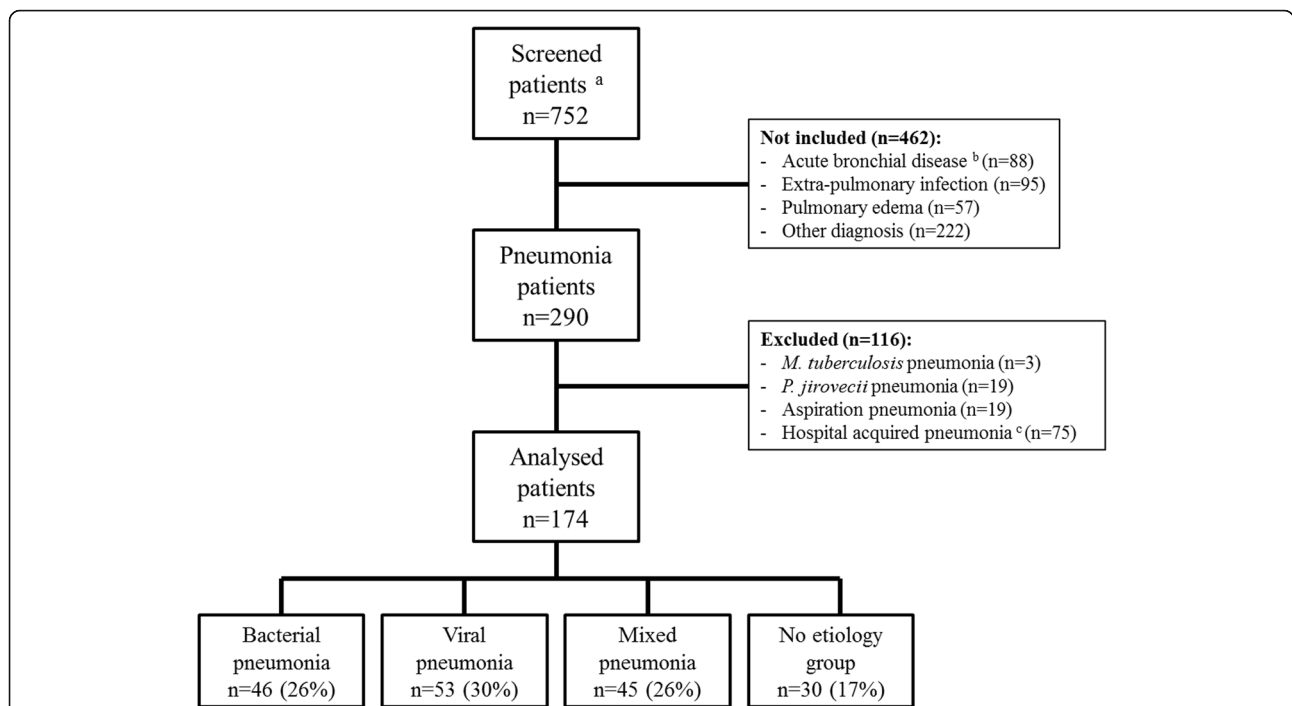 Screened
patients a
n=752
Not included (n=462):
- Acute bronchial disease b (n=88)
- Extra-pulmonary infection (n=95)
- Pulmonary edema (n=57)
- Other diagnosis (n=222)
Pneumonia
patients
n=290
Excluded (n=116):
- M. tuberculosis pneumonia (n=3)
- P. jirovecii pneumonia (n=19)
- Aspiration pneumonia (n=19)
- Hospital acquired pneumonia c (n=75)
Analysed
patients
n=174
Bacterial
pneumonia
n=46 (26%)
Viral
pneumonia
n=53 (30%)
Mixed
pneumonia
n=45 (26%)
No etiology
group
n=30 (17%)